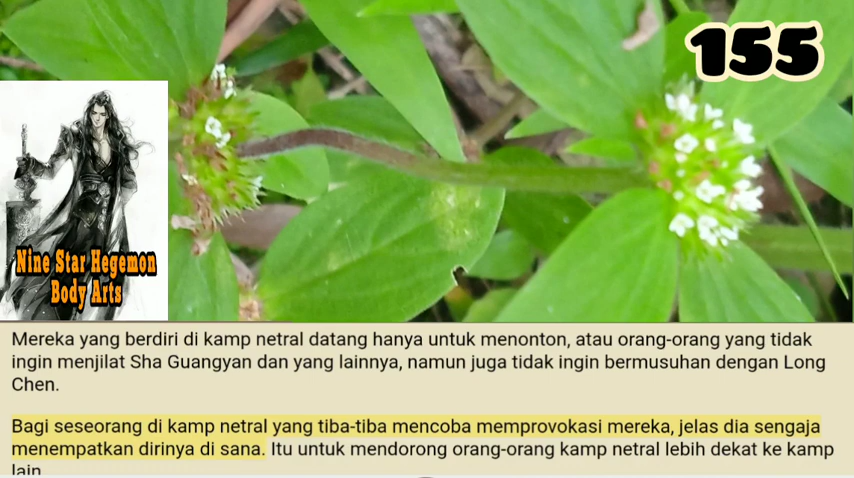 155
Nine Star Hegemon
Body Arts
Mereka yang berdiri di kamp netral datang hanya untuk menonton, atau orang-orang yang tidak
ingin menjilat Sha Guangyan dan yang lainnya, namun juga tidak ingin bermusuhan dengan Long
Chen.
Bagi seseorang di kamp netral yang tiba-tiba mencoba memprovokasi mereka, jelas dia sengaja
menempatkan dirinya di sana. Itu untuk mendorong orang-orang kamp netral lebih dekat ke kamp
lain